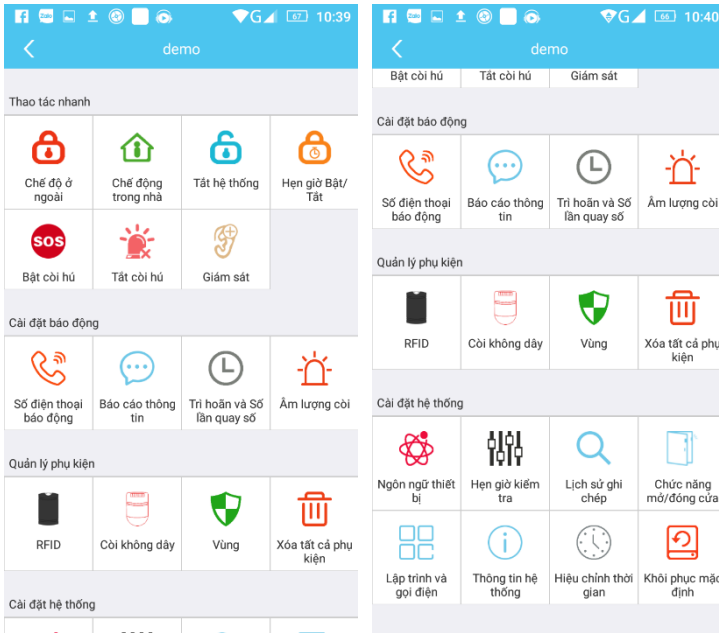 67 10:39
demo
Thao tác nhanh
Chế độ ở
ngoài
Chế động
trong nhà
Tắt hệ thống
Hẹn giờ Bật/
Tắt
SOS
Bật còi hú
Tắt còi hú
Giám sát
Cài đặt báo động
Số điện thoại
báo động
Báo cáo thông
tin
Trì hoãn và Số
lần quay số
Âm lượng còi
Quản lý phụ kiện
RFID
Còi không dây
Vùng
Xóa tất cả phụ
kiện
Cài đặt hệ thống
G 66 10:40
demo
Bật còi hú
Tắt còi hú
Giám sát
Cài đặt báo động
Số điện thoại
báo động
Báo cáo thông
tin
Trì hoãn và Số
lần quay số
Âm lượng còi
Quản lý phụ kiện
RFID
Còi không dây
Vùng
Xóa tất cả phụ
kiện
Cài đặt hệ thống
Ngôn ngữ thiết
bị
Hẹn giờ kiểm
tra
Lịch sử ghi
chép
Chức năng
mở/đóng cửa
Lập trình và
gọi điện
Thông tin hệ
thống
Hiệu chỉnh thời
gian
Khôi phục mặc
định